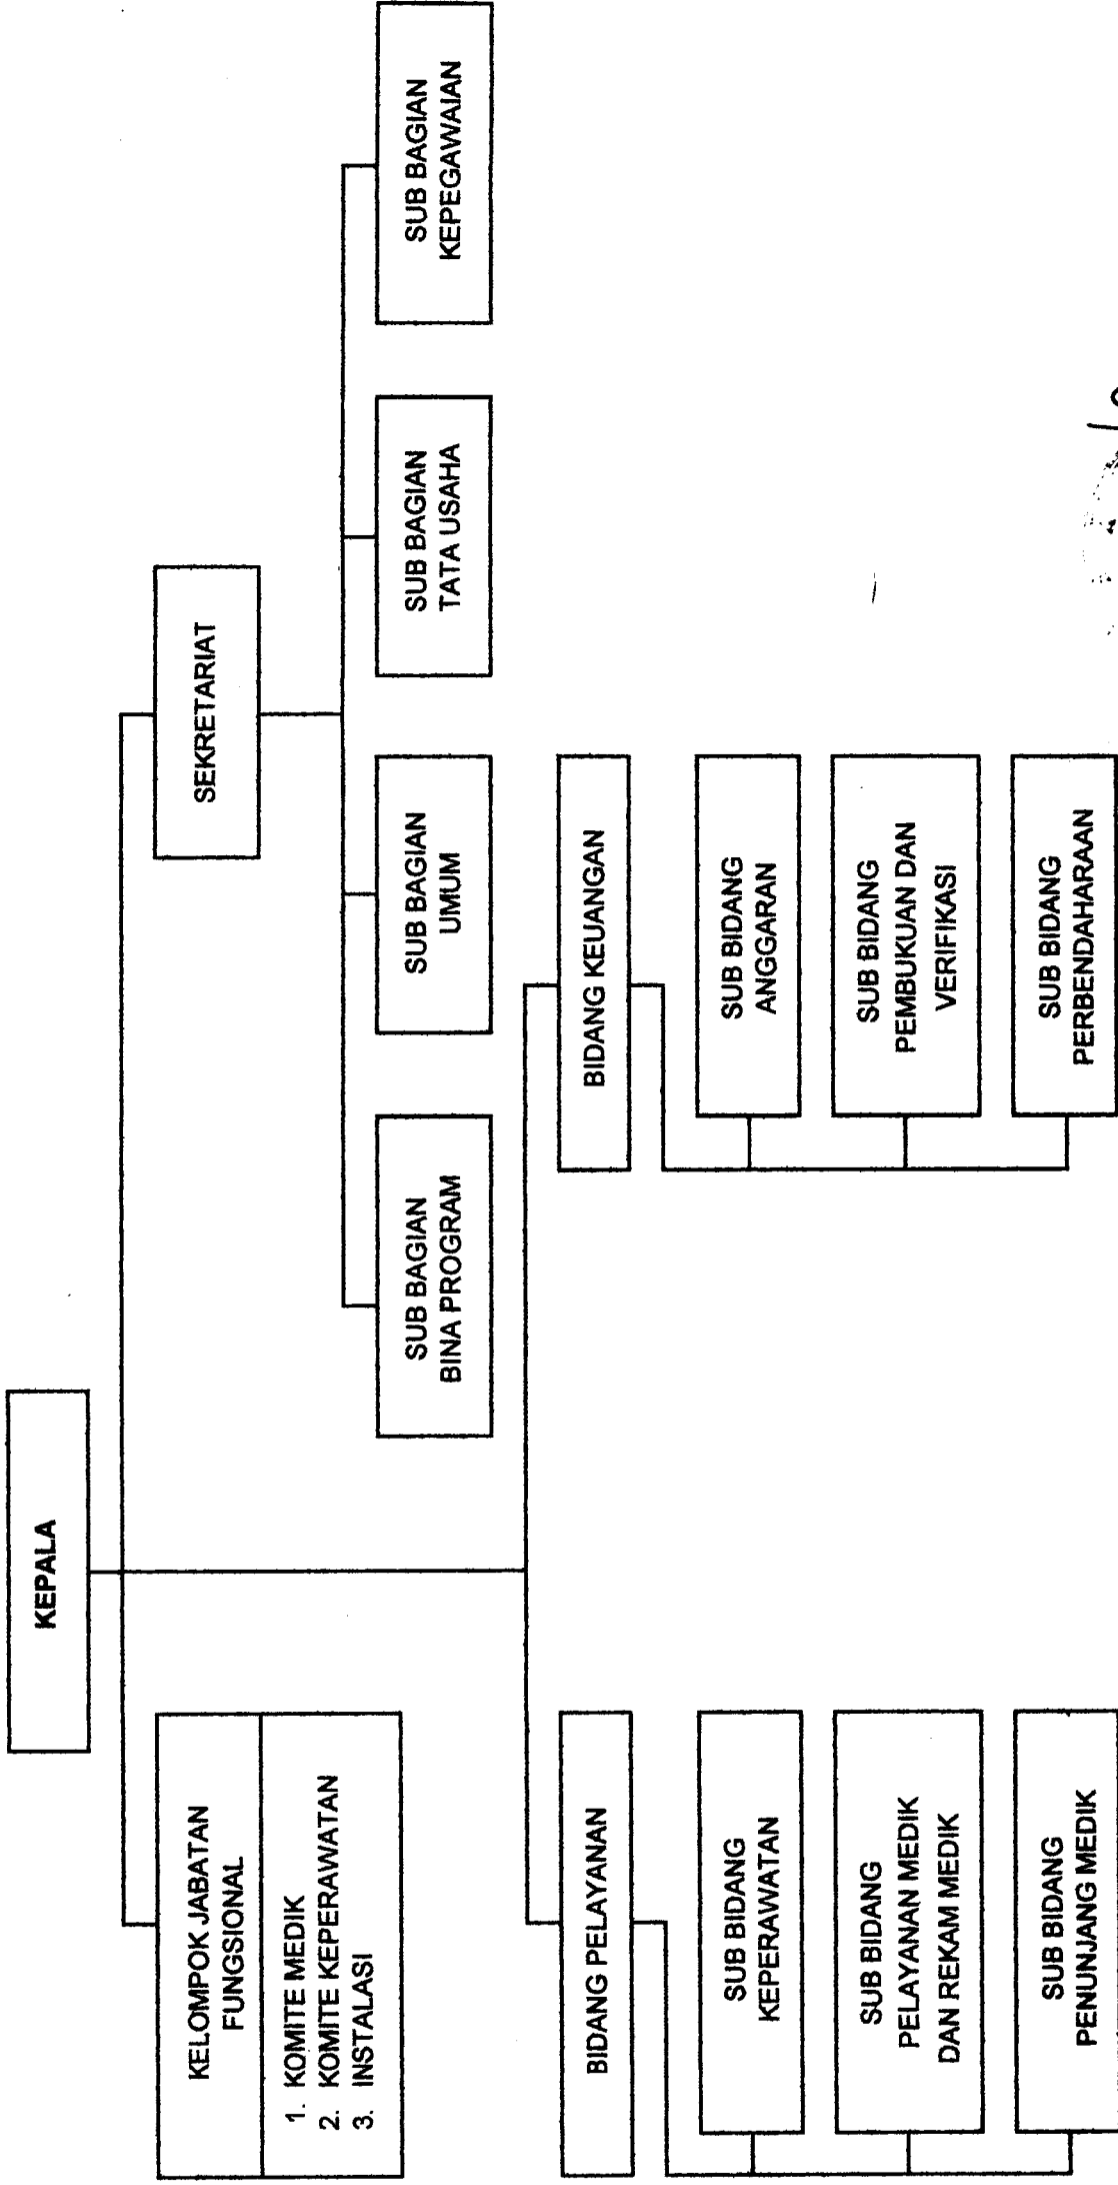 KEPALA
KELOMPOK JABATAN
FUNGSIONAL
1. KOMITE MEDIK
2. KOMITE KEPERAWATAN
3. INSTALASI
SEKRETARIAT
SUB BAGIAN
BINA PROGRAM
SUB BAGIAN
UMUM
SUB BAGIAN
TATA USAHA
SUB BAGIAN
KEPEGAWAIAN
BIDANG PELAYANAN
SUB BIDANG
KEPERAWATAN
SUB BIDANG
PELAYANAN MEDIK
DAN REKAM MEDIK
SUB BIDANG
PENUNJANG MEDIK
BIDANG KEUANGAN
SUB BIDANG
ANGGARAN
SUB BIDANG
PEMBUKUAN DAN
VERIFIKASI
SUB BIDANG
PERBENDAHARAAN